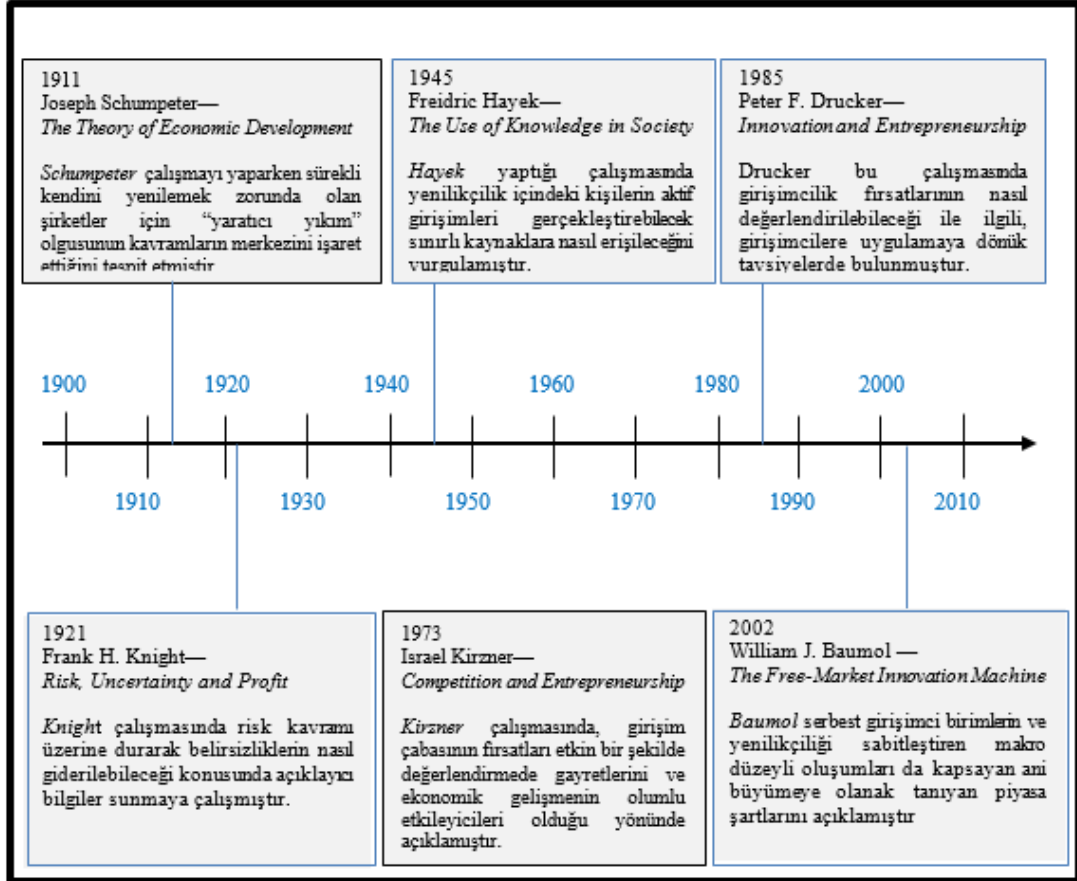 1911
Joseph Schumpeter—
The Theory of Economic Development
Schumpeter çalışmayı yaparken sürekli
kendini yenilemek zorunda olan
şirketler için “yaratıcı yıkım”
olgusunun kavramların merkezini işaret
ettiğini tespit etmiştir.
1945
Freidric Hayek—
The Use of Knowledge in Society
Hayek yaptığı çalışmasında
yenilikçilik içindeki kişilerin aktif
girişimleri gerçekleştirebilecek
sınırlı kaynaklara nasıl erişileceğini
vurgulamıştır.
1985
Peter F. Drucker—
Innovation and Entrepreneurship
Drucker bu çalışmasında
girişimcilik fırsatlarının nasıl
değerlendirilebileceği ile ilgili,
girişimcilere uygulamaya dönük
tavsiyelerde bulunmuştur.
1900 1920 1940 1960 1980 2000
1910 1930 1950 1970 1990 2010
1921
Frank H. Knight—
Risk, Uncertainty and Profit
Knight çalışmasında risk kavramı
üzerine durarak belirsizliklerin nasıl
giderilebileceği konusunda açıklayıcı
bilgiler sunmaya çalışmıştır.
1973
Israel Kirzner—
Competition and Entrepreneurship
Kirzner çalışmasında, girişim
çabasının fırsatları etkin bir şekilde
değerlendirmede gayretlerini ve
ekonomik gelişmenin olumlu
etkileyicileri olduğu yönünde
açıklamıştır.
2002
William J. Baumol —
The Free-Market Innovation Machine
Baumol serbest girişimci birimlerin ve
yenilikçiliği sabitleştiren makro
düzeyli oluşumları da kapsayan ani
büyümeye olanak tanıyan piyasa
şartlarını açıklamıştır